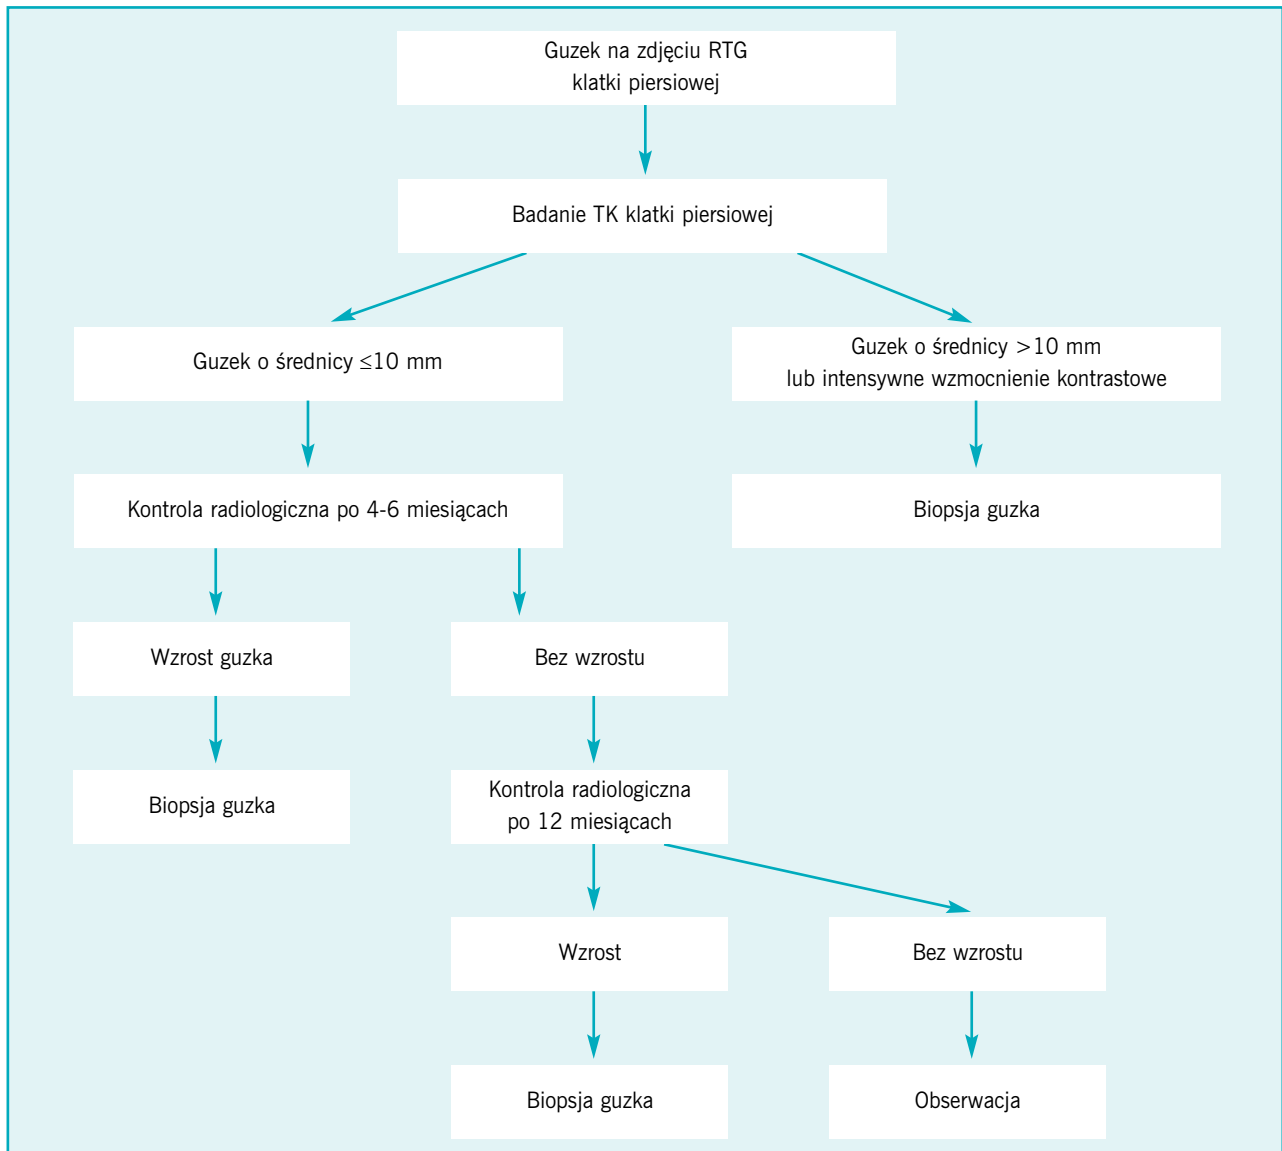 Guzek na zdjęciu RTG
klatki piersiowej
Badanie TK klatki piersiowej
Guzek o średnicy ≤10 mm
Guzek o średnicy >10 mm
lub intensywne wzmocnienie kontrastowe
Kontrola radiologiczna po 4-6 miesiącach
Biopsja guzka
Wzrost guzka
Bez wzrostu
Biopsja guzka
Kontrola radiologiczna
po 12 miesiącach
Wzrost
Bez wzrostu
Biopsja guzka
Obserwacja